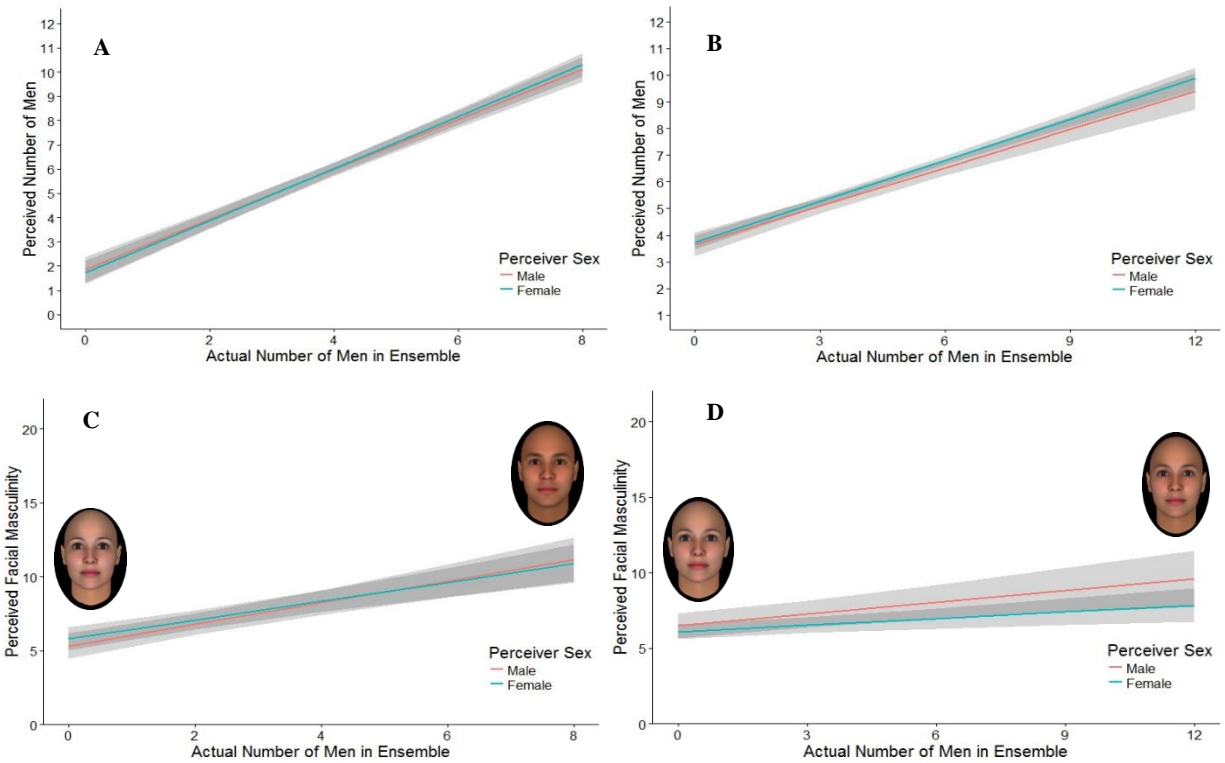 A
Perceived Number of Men
12
11
10
9
8
7
6
5
4
3
2
1
0
0 2 4 6 8
Actual Number of Men in Ensemble
Perceiver Sex
Male
Female
B
Perceived Number of Men
12
11
10
9
8
7
6
5
4
3
2
1
0 3 6 9 12
Actual Number of Men in Ensemble
Perceiver Sex
Male
Female
C
Perceived Facial Masculinity
20
15
10
5
0
0 2 4 6 8
Actual Number of Men in Ensemble
Perceiver Sex
Male
Female
D
Perceived Facial Masculinity
20
15
10
5
0
0 3 6 9 12
Actual Number of Men in Ensemble
Perceiver Sex
Male
Female